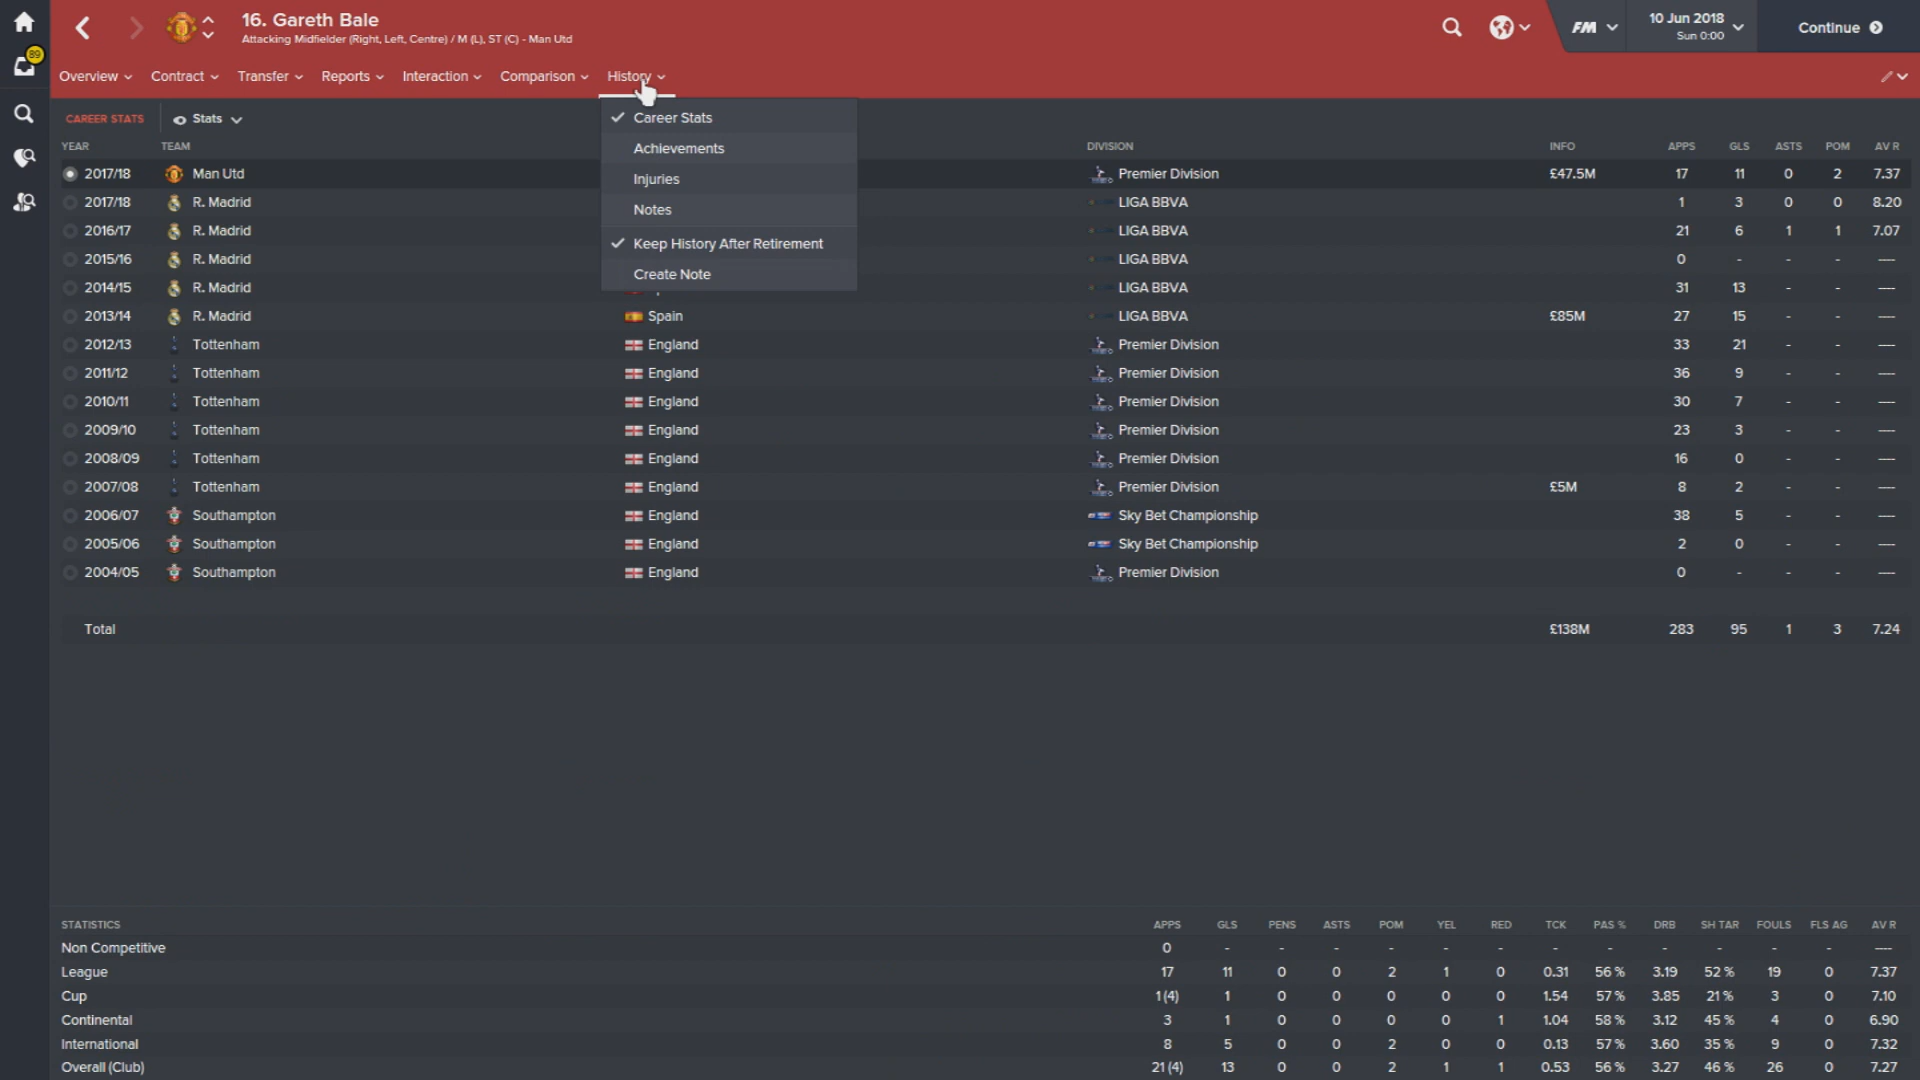 16. Gareth Bale
Attacking Midfielder (Right, Left, Centre) / M (L), ST (C) - Man Utd
FM
10 Jun 2018
Sun 0:00
Continue
89
Overview Contract Transfer Reports Interaction Comparison History
CAREER STATS Stats
Career Stats
Achievements
Injuries
Notes
Keep History After Retirement
Create Note
YEAR TEAM DIVISION INFO APPS GLS ASTS POM AV R
2017/18 Man Utd Premier Division £47.5M 17 11 0 2 7.37
2017/18 R. Madrid LIGA BBVA 1 3 0 0 8.20
2016/17 R. Madrid LIGA BBVA 21 6 1 1 7.07
2015/16 R. Madrid LIGA BBVA 0 - - - ----
2014/15 R. Madrid LIGA BBVA 31 13 - - ----
2013/14 R. Madrid Spain LIGA BBVA £85M 27 15 - - ----
2012/13 Tottenham England Premier Division 33 21 - - ----
2011/12 Tottenham England Premier Division 36 9 - - ----
2010/11 Tottenham England Premier Division 30 7 - - ----
2009/10 Tottenham England Premier Division 23 3 - - ----
2008/09 Tottenham England Premier Division 16 0 - - ----
2007/08 Tottenham England Premier Division £5M 8 2 - - ----
2006/07 Southampton England Sky Bet Championship 38 5 - - ----
2005/06 Southampton England Sky Bet Championship 2 0 - - ----
2004/05 Southampton England Premier Division 0 - - - ----
Total £138M 283 95 1 3 7.24
STATISTICS APPS GLS PENS ASTS POM YEL RED TCK PAS % DRB SH TAR FOULS FLS AG AV R
Non Competitive 0 - - - - - - - - - - - - ----
League 17 11 0 0 2 1 0 0.31 56 % 3.19 52 % 19 0 7.37
Cup 1 (4) 1 0 0 0 0 0 1.54 57 % 3.85 21 % 3 0 7.10
Continental 3 1 0 0 0 0 1 1.04 58 % 3.12 45 % 4 0 6.90
International 8 5 0 0 2 0 0 0.13 57 % 3.60 35 % 9 0 7.32
Overall (Club) 21 (4) 13 0 0 2 1 1 0.53 56 % 3.27 46 % 26 0 7.27